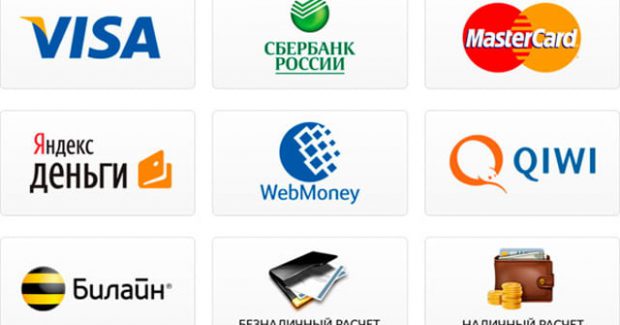 VISA
СБЕРБАНК
РОССИИ
MasterCard
Яндекс
деньги
WebMoney
QIWI
Билайн®
БЕЗНАЛИЧНЫЙ РАСЧЕТ
НАЛИЧНЫЙ РАСЧЕТ